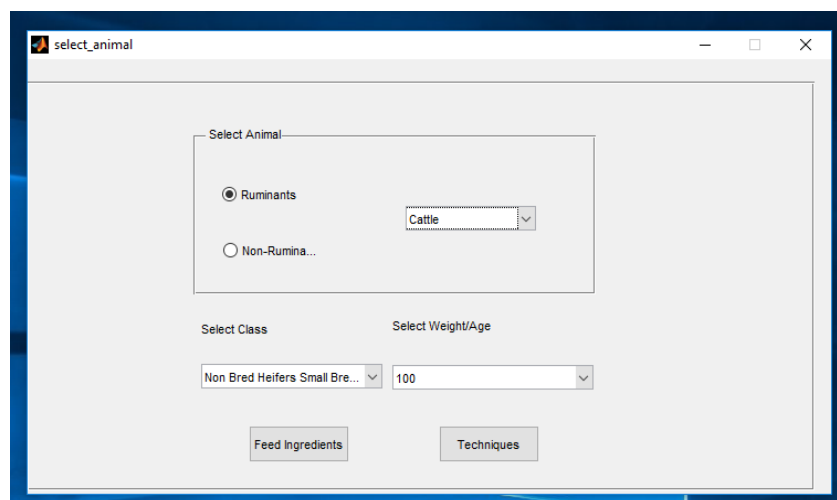 select_animal
Select Animal
Ruminants
Cattle
Non-Rumina...
Select Class
Select Weight/Age
Non Bred Heifers Small Bre...
100
Feed Ingredients
Techniques